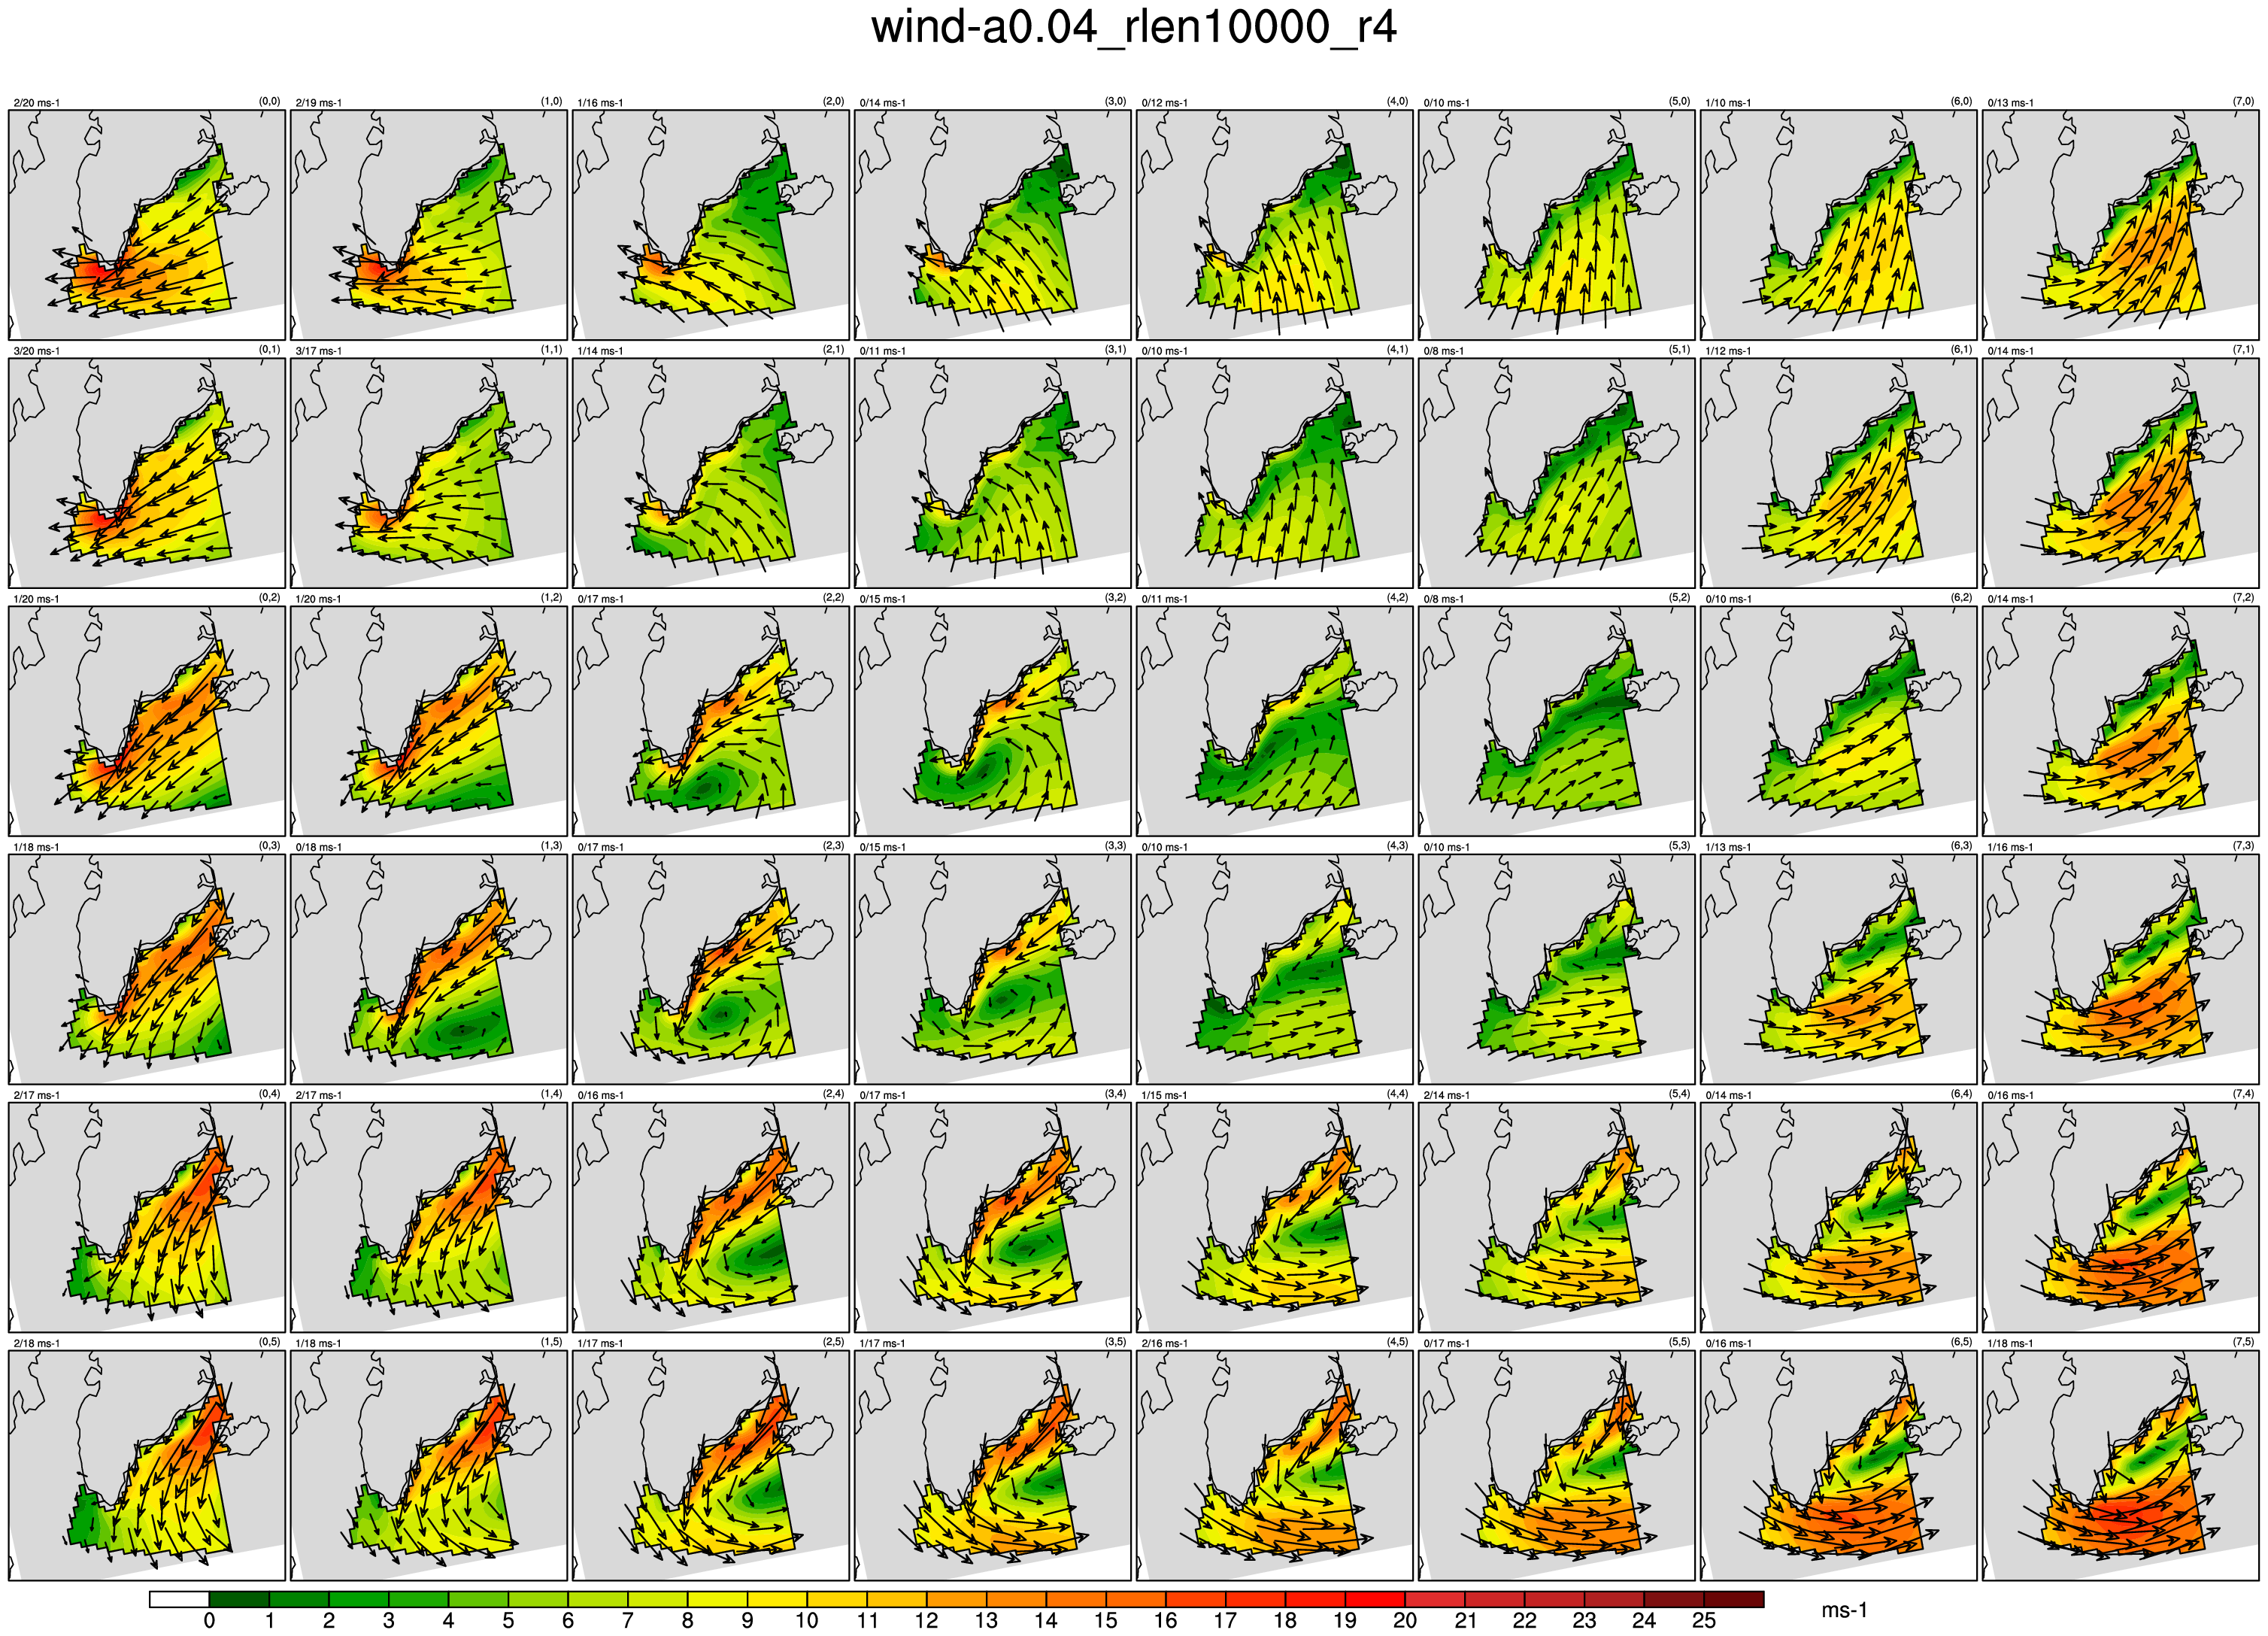 wind-a0.04_rlen10000_r4
2/20 ms-1 (0,0) 2/19 ms-1 (1,0) 1/16 ms-1 (2,0) 0/14 ms-1 (3,0) 0/12 ms-1 (4,0) 0/10 ms-1 (5,0) 1/10 ms-1 (6,0) 0/13 ms-1 (7,0)
3/20 ms-1 (0,1) 3/17 ms-1 (1,1) 1/14 ms-1 (2,1) 0/11 ms-1 (3,1) 0/10 ms-1 (4,1) 0/8 ms-1 (5,1) 1/12 ms-1 (6,1) 0/14 ms-1 (7,1)
1/20 ms-1 (0,2) 1/20 ms-1 (1,2) 0/17 ms-1 (2,2) 0/15 ms-1 (3,2) 0/11 ms-1 (4,2) 0/8 ms-1 (5,2) 0/10 ms-1 (6,2) 0/14 ms-1 (7,2)
1/18 ms-1 (0,3) 0/18 ms-1 (1,3) 0/17 ms-1 (2,3) 0/15 ms-1 (3,3) 0/10 ms-1 (4,3) 0/10 ms-1 (5,3) 1/13 ms-1 (6,3) 1/16 ms-1 (7,3)
2/17 ms-1 (0,4) 2/17 ms-1 (1,4) 0/16 ms-1 (2,4) 0/17 ms-1 (3,4) 1/15 ms-1 (4,4) 2/14 ms-1 (5,4) 0/14 ms-1 (6,4) 0/16 ms-1 (7,4)
2/18 ms-1 (0,5) 1/18 ms-1 (1,5) 1/17 ms-1 (2,5) 1/17 ms-1 (3,5) 2/16 ms-1 (4,5) 0/17 ms-1 (5,5) 0/16 ms-1 (6,5) 1/18 ms-1 (7,5)
0 1 2 3 4 5 6 7 8 9 10 11 12 13 14 15 16 17 18 19 20 21 22 23 24 25 ms-1